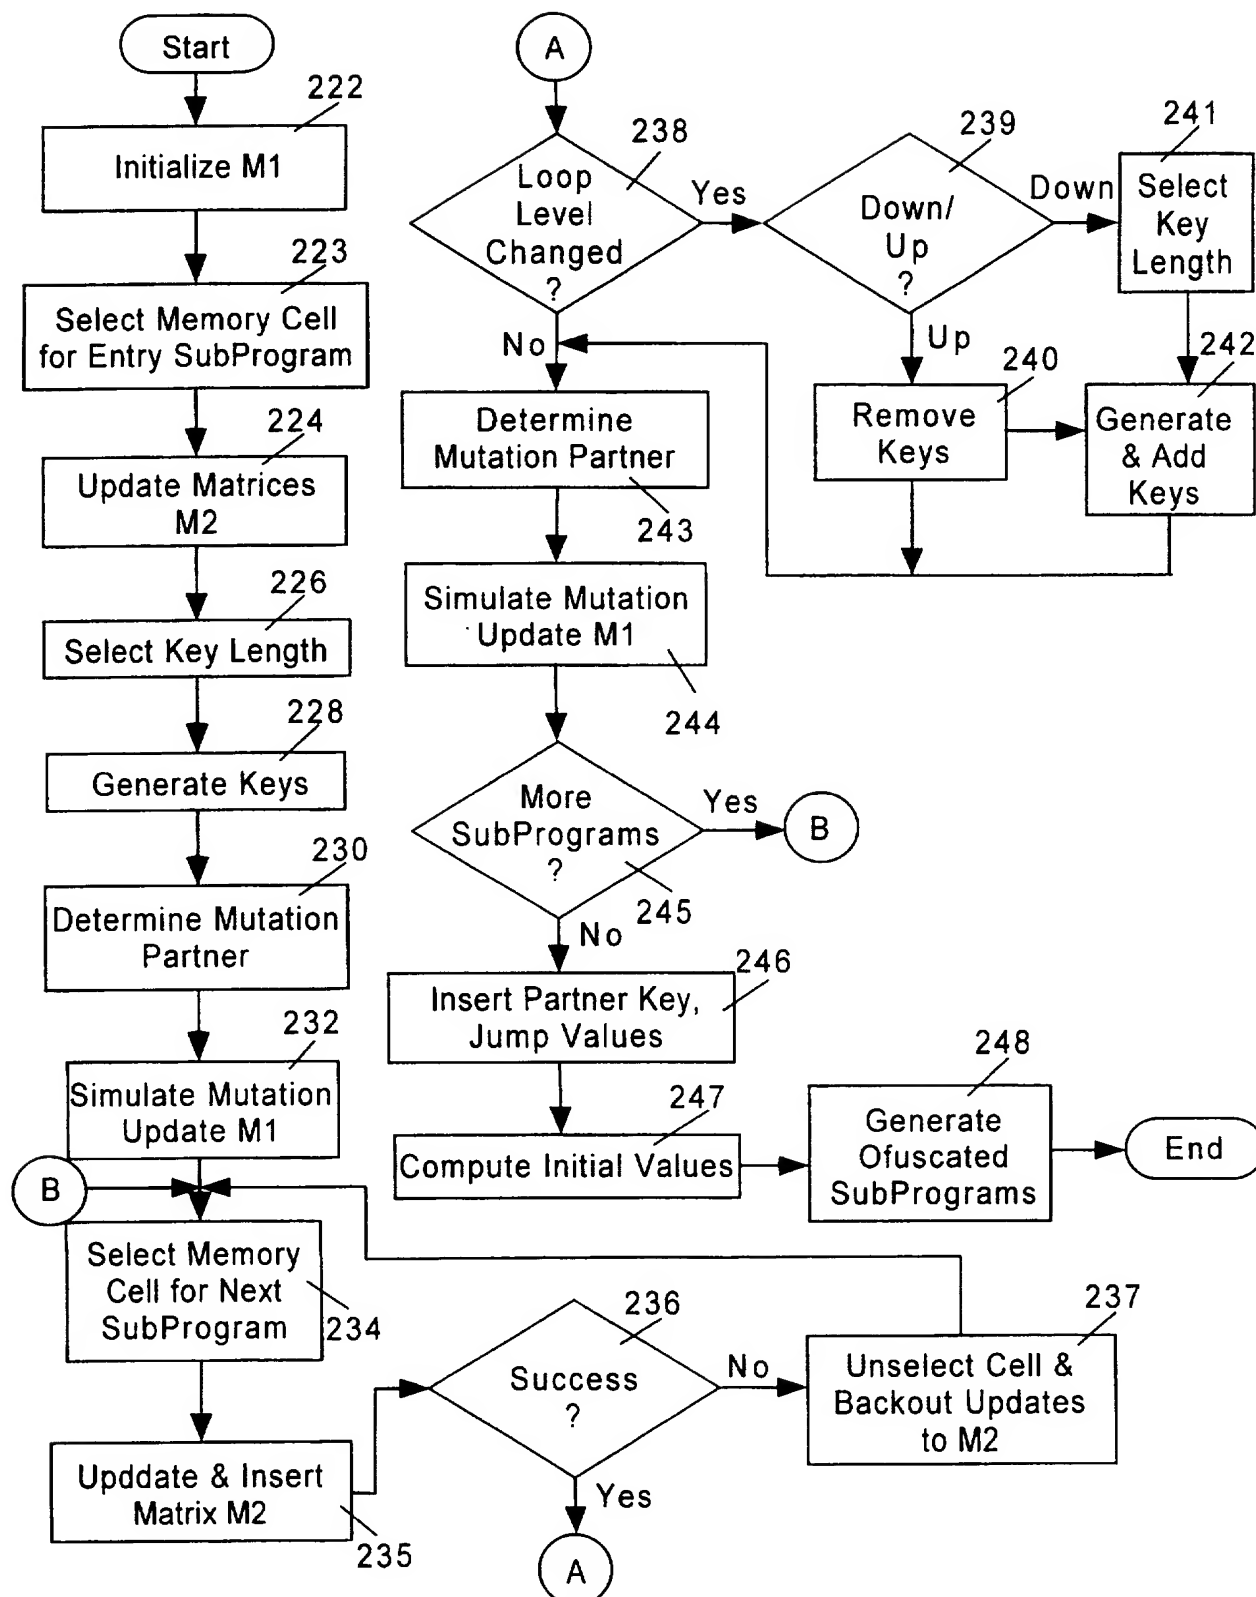 Start
222
Initialize M1
223
Select Memory Cell
for Entry SubProgram
224
Update Matrices
M2
226
Select Key Length
228
Generate Keys
230
Determine Mutation
Partner
232
Simulate Mutation
Update M1
B
Select Memory
Cell for Next
SubProgram
234
Upddate & Insert
Matrix M2
235
236
Success
?
No
Yes
A
237
Unselect Cell &
Backout Updates
to M2
A
238
Loop
Level
Changed
?
Yes
No
239
Down/
Up
?
Down
Up
241
Select
Key
Length
240
Remove
Keys
242
Generate
& Add
Keys
Determine
Mutation Partner
243
Simulate Mutation
Update M1
244
More
SubPrograms
?
245
Yes
B
No
246
Insert Partner Key,
Jump Values
247
Compute Initial Values
248
Generate
Ofuscated
SubPrograms
End